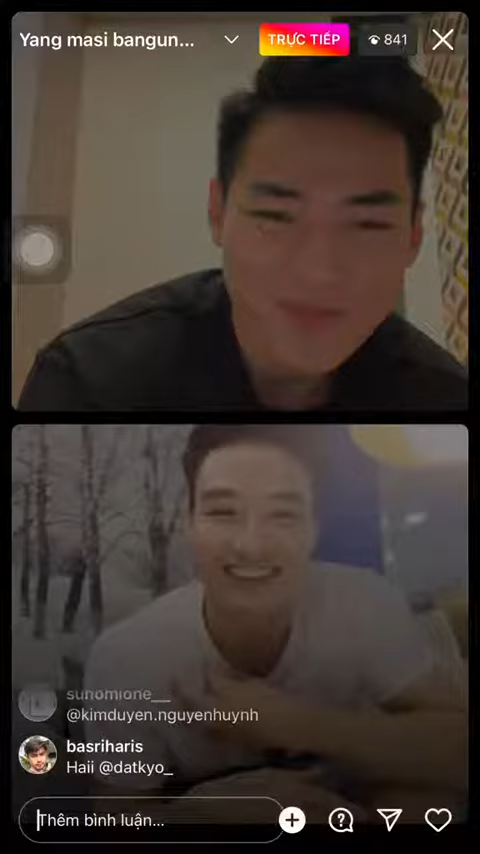 Yang masi bangun...
TRỰC TIẾP
841
sunomione__
@kimduyen.nguyenhuynh
basriharis
Haii @datkyo_
Thêm bình luận...